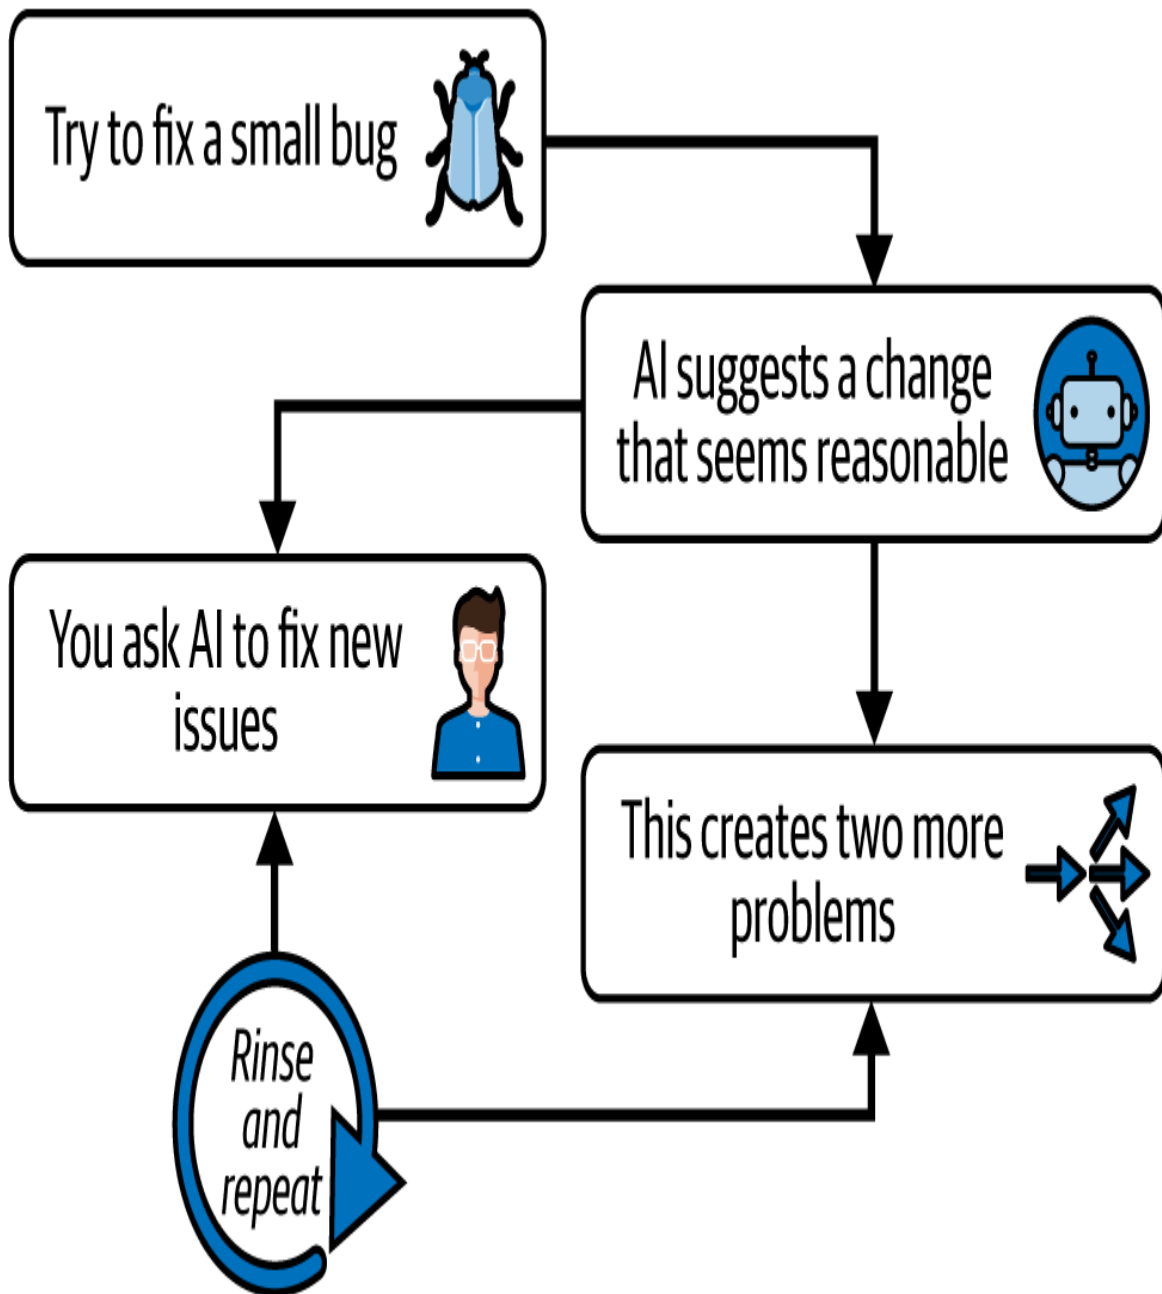 Try to fix a small bug
AI suggests a change
that seems reasonable
You ask AI to fix new
issues
This creates two more
problems
Rinse
and
repeat